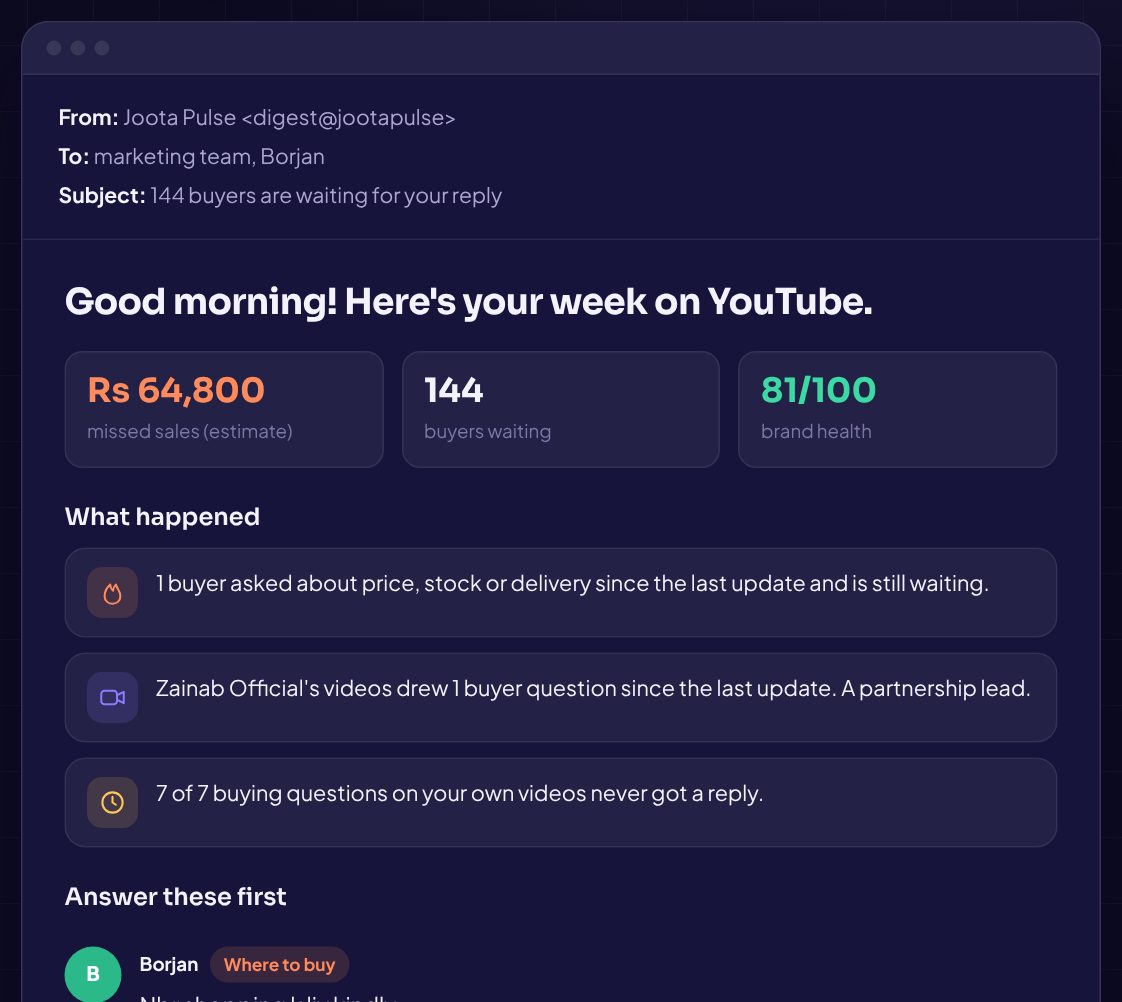 From: Joota Pulse <digest@jootapulse>
To: marketing team, Borjan
Subject: 144 buyers are waiting for your reply
Good morning! Here's your week on YouTube.
Rs 64,800
missed sales (estimate)
144
buyers waiting
81/100
brand health
What happened
1 buyer asked about price, stock or delivery since the last update and is still waiting.
Zainab Official's videos drew 1 buyer question since the last update. A partnership lead.
7 of 7 buying questions on your own videos never got a reply.
Answer these first
B
Borjan
Where to buy